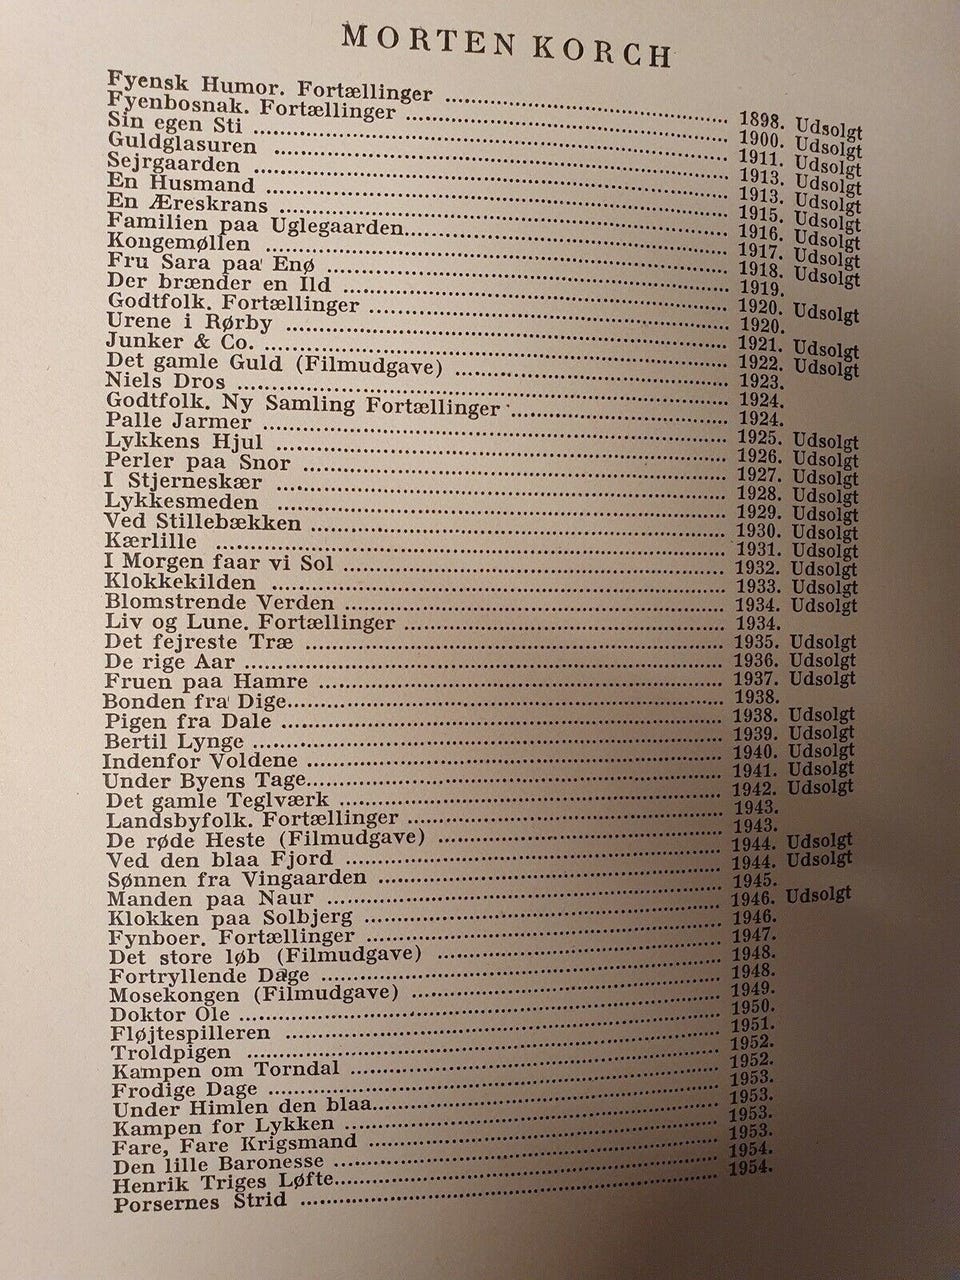 MORTEN KORCH
Fyensk Humor. Fortællinger ........ 1898. Udsolgt
Fyenbosnak. Fortællinger ........ 1900. Udsolgt
Sin egen Sti ........ 1911. Udsolgt
Guldglasuren ........ 1913. Udsolgt
Sejrgaarden ........ 1913. Udsolgt
En Husmand ........ 1915. Udsolgt
En Æreskrans ........ 1916. Udsolgt
Familien paa Uglegaarden ........ 1917. Udsolgt
Kongemøllen ........ 1918. Udsolgt
Fru Sara paa Enø ........ 1919.
Der brænder en Ild ........ 1920. Udsolgt
Godtfolk. Fortællinger ........ 1920.
Urene i Rørby ........ 1921. Udsolgt
Junker & Co. ........ 1922. Udsolgt
Det gamle Guld (Filmudgave) ........ 1923.
Niels Dros ........ 1924.
Godtfolk. Ny Samling Fortællinger ........ 1924.
Palle Jarmer ........ 1925. Udsolgt
Lykkens Hjul ........ 1926. Udsolgt
Perler paa Snor ........ 1927. Udsolgt
I Stjerneskær ........ 1928. Udsolgt
Lykkesmeden ........ 1929. Udsolgt
Ved Stillebækken ........ 1930. Udsolgt
Kærlille ........ 1931. Udsolgt
I Morgen faar vi Sol ........ 1932. Udsolgt
Klokkekilden ........ 1933. Udsolgt
Blomstrende Verden ........ 1934. Udsolgt
Liv og Lune. Fortællinger ........ 1934.
Det fejreste Træ ........ 1935. Udsolgt
De rige Aar ........ 1936. Udsolgt
Fruen paa Hamre ........ 1937. Udsolgt
Bonden fra Dige ........ 1938.
Pigen fra Dale ........ 1938. Udsolgt
Bertil Lynge ........ 1939. Udsolgt
Indenfor Voldene ........ 1940. Udsolgt
Under Byens Tage ........ 1941. Udsolgt
Det gamle Teglværk ........ 1942. Udsolgt
Landsbyfolk. Fortællinger ........ 1943.
De røde Heste (Filmudgave) ........ 1943.
Ved den blaa Fjord ........ 1944. Udsolgt
Sønnen fra Vingaarden ........ 1944. Udsolgt
Manden paa Naur ........ 1945.
Klokken paa Solbjerg ........ 1946. Udsolgt
Fynboer. Fortællinger ........ 1946.
Det store løb (Filmudgave) ........ 1947.
Fortryllende Dage ........ 1948.
Mosekongen (Filmudgave) ........ 1948.
Doktor Ole ........ 1949.
Fløjtespilleren ........ 1950.
Troldpigen ........ 1951.
Kampen om Torndal ........ 1952.
Frodige Dage ........ 1952.
Under Himlen den blaa ........ 1953.
Kampen for Lykken ........ 1953.
Fare, Fare Krigsmand ........ 1953.
Den lille Baronesse ........ 1953.
Henrik Triges Løfte ........ 1954.
Porsernes Strid ........ 1954.